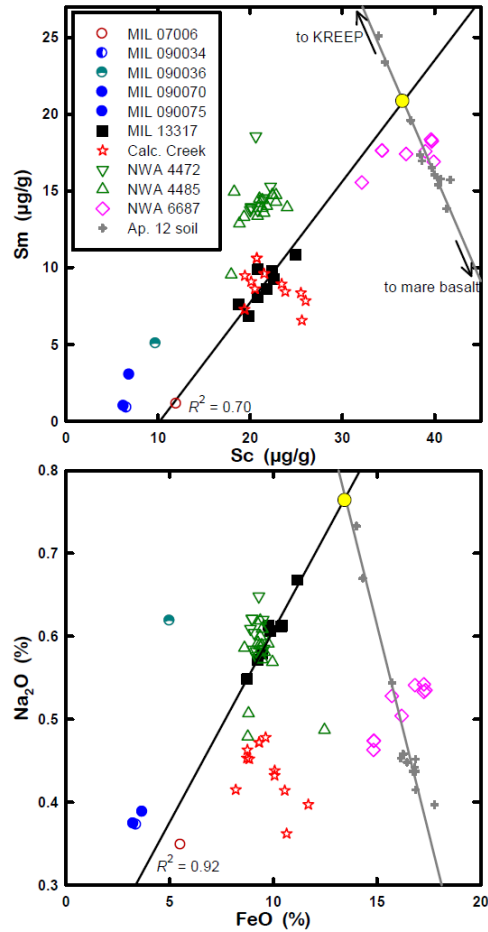 25
20
15
10
5
0
Sm (µg/g)
MIL 07006
MIL 090034
MIL 090036
MIL 090070
MIL 090075
MIL 13317
Calc. Creek
NWA 4472
NWA 4485
NWA 6687
Ap. 12 soil
to KREEP
to mare basalt
R² = 0.70
0 10 20 30 40
Sc (µg/g)
0.8
0.7
0.6
0.5
0.4
0.3
Na₂O (%)
R² = 0.92
0 5 10 15 20
FeO (%)